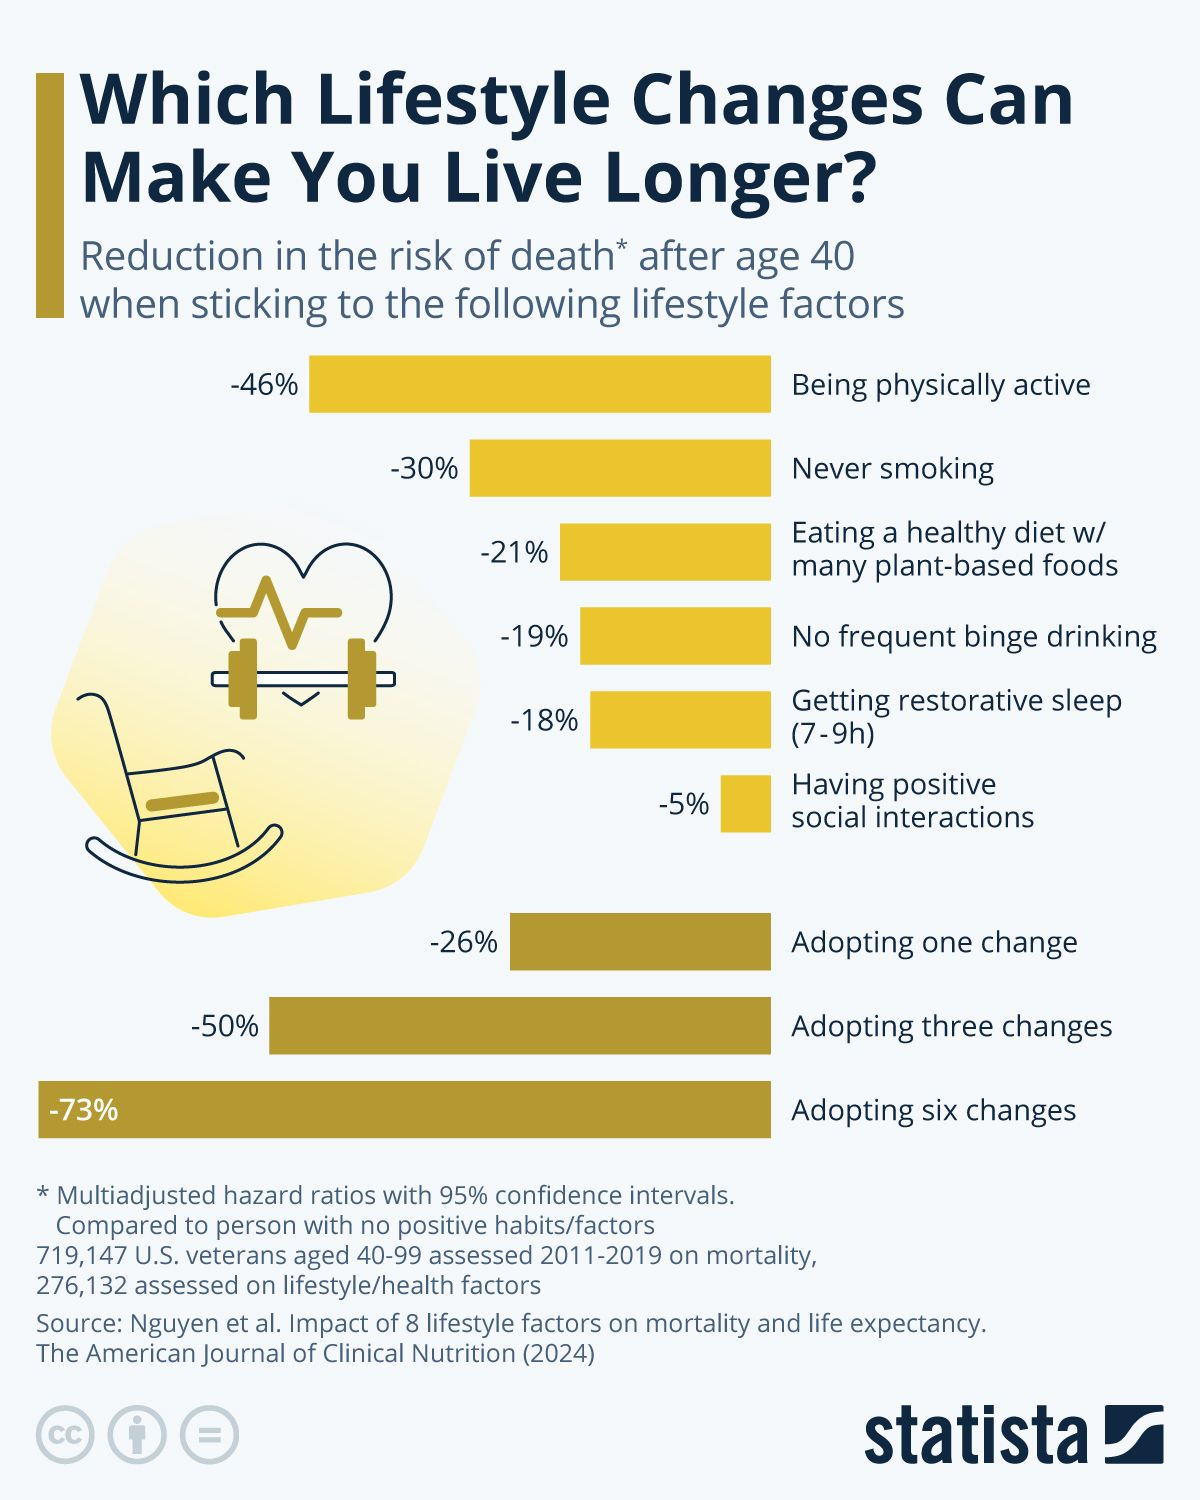 Which Lifestyle Changes Can
Make You Live Longer?
Reduction in the risk of death* after age 40
when sticking to the following lifestyle factors
-46% Being physically active
-30% Never smoking
-21% Eating a healthy diet w/
many plant-based foods
-19% No frequent binge drinking
-18% Getting restorative sleep
(7-9h)
-5% Having positive
social interactions
-26% Adopting one change
-50% Adopting three changes
-73% Adopting six changes
* Multiadjusted hazard ratios with 95% confidence intervals.
Compared to person with no positive habits/factors
719,147 U.S. veterans aged 40-99 assessed 2011-2019 on mortality,
276,132 assessed on lifestyle/health factors
Source: Nguyen et al. Impact of 8 lifestyle factors on mortality and life expectancy.
The American Journal of Clinical Nutrition (2024)
cc
statista